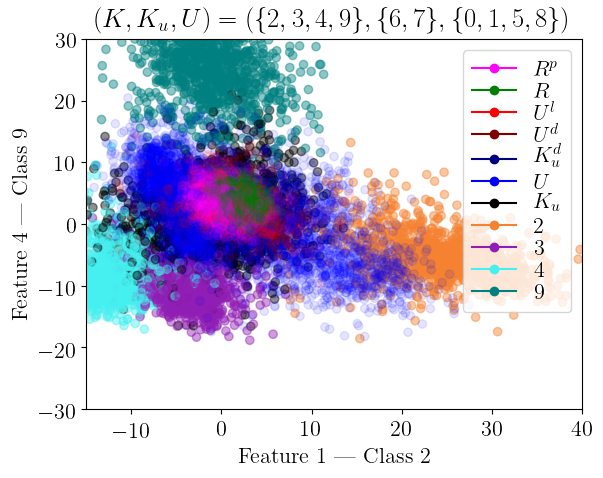 (K, K_u, U) = ({2, 3, 4, 9}, {6, 7}, {0, 1, 5, 8})
30
20
10
0
−10
−20
−30
Feature 4 — Class 9
R^p
R
U^l
U^d
K_u^d
U
K_u
2
3
4
9
−10
0
10
20
30
40
Feature 1 — Class 2